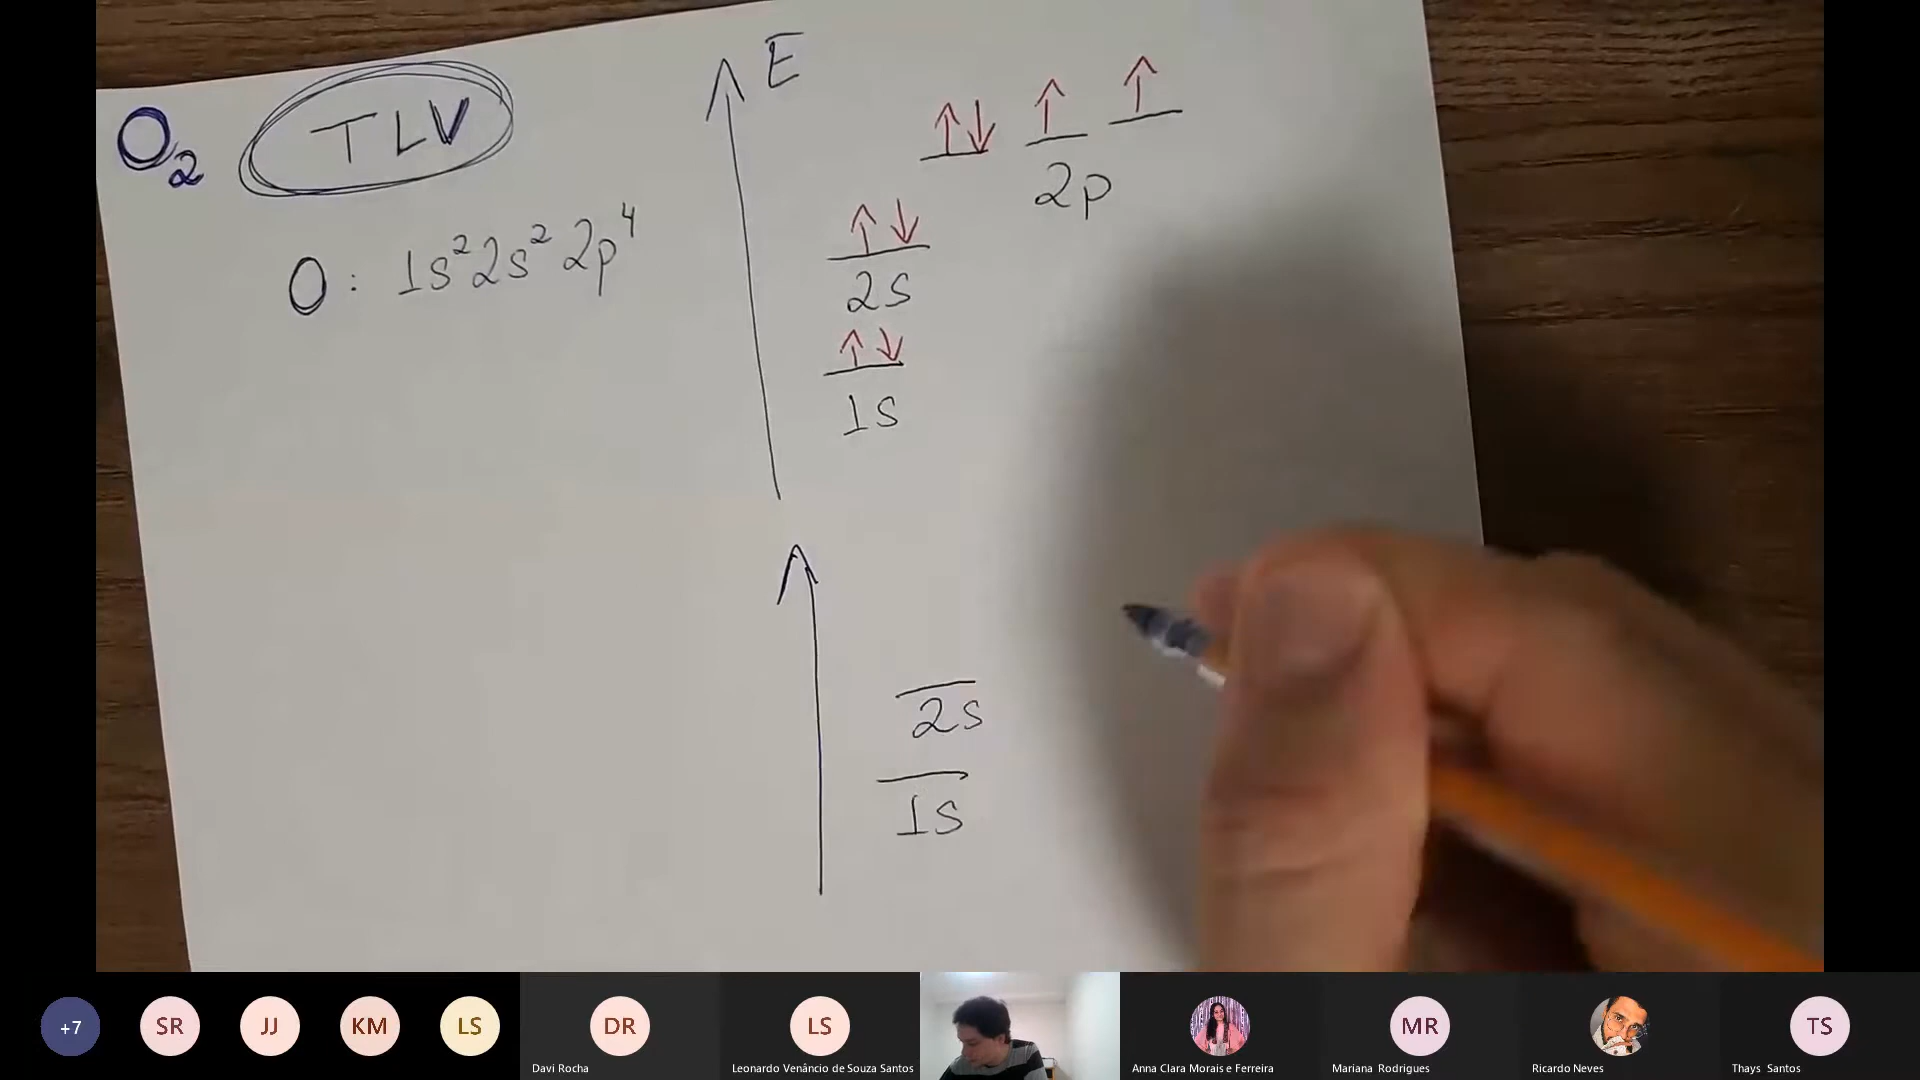 O₂ TLV
E
O: 1s² 2s² 2p⁴
↑↓ ↑ ↑
2p
↑↓
2s
↑↓
1s
2s
1s
+7 SR JJ KM LS DR LS MR TS
Davi Rocha Leonardo Venâncio de Souza Santos Anna Clara Morais e Ferreira Mariana Rodrigues Ricardo Neves Thays Santos